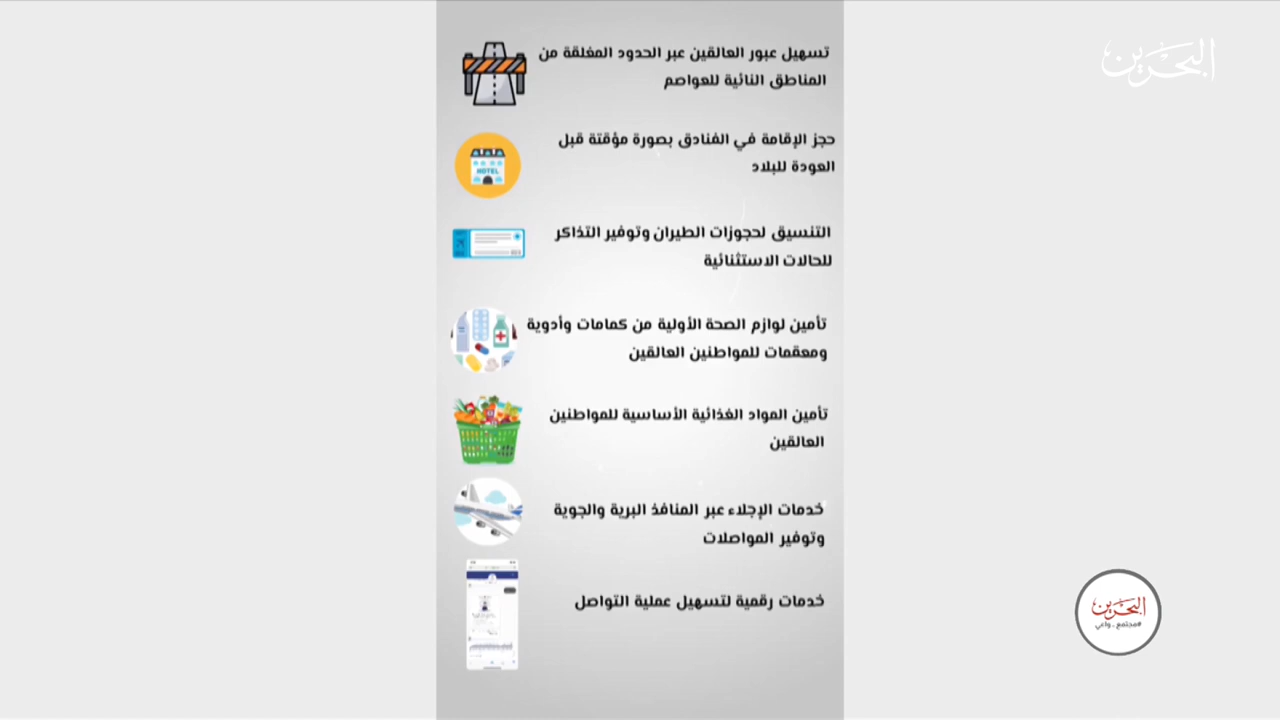 البحرين
تسهيل عبور العالقين عبر الحدود المغلقة من
المناطق النائية للعواصم
حجز الإقامة في الفنادق بصورة مؤقتة قبل
العودة للبلاد
HOTEL
التنسيق لحجوزات الطيران وتوفير التذاكر
للحالات الاستثنائية
تأمين لوازم الصحة الأولية من كمامات وأدوية
ومعقمات للمواطنين العالقين
تأمين المواد الغذائية الأساسية للمواطنين
العالقين
خدمات الإجلاء عبر المنافذ البرية والجوية
وتوفير المواصلات
خدمات رقمية لتسهيل عملية التواصل
البحرين
#مجتمع_واعي